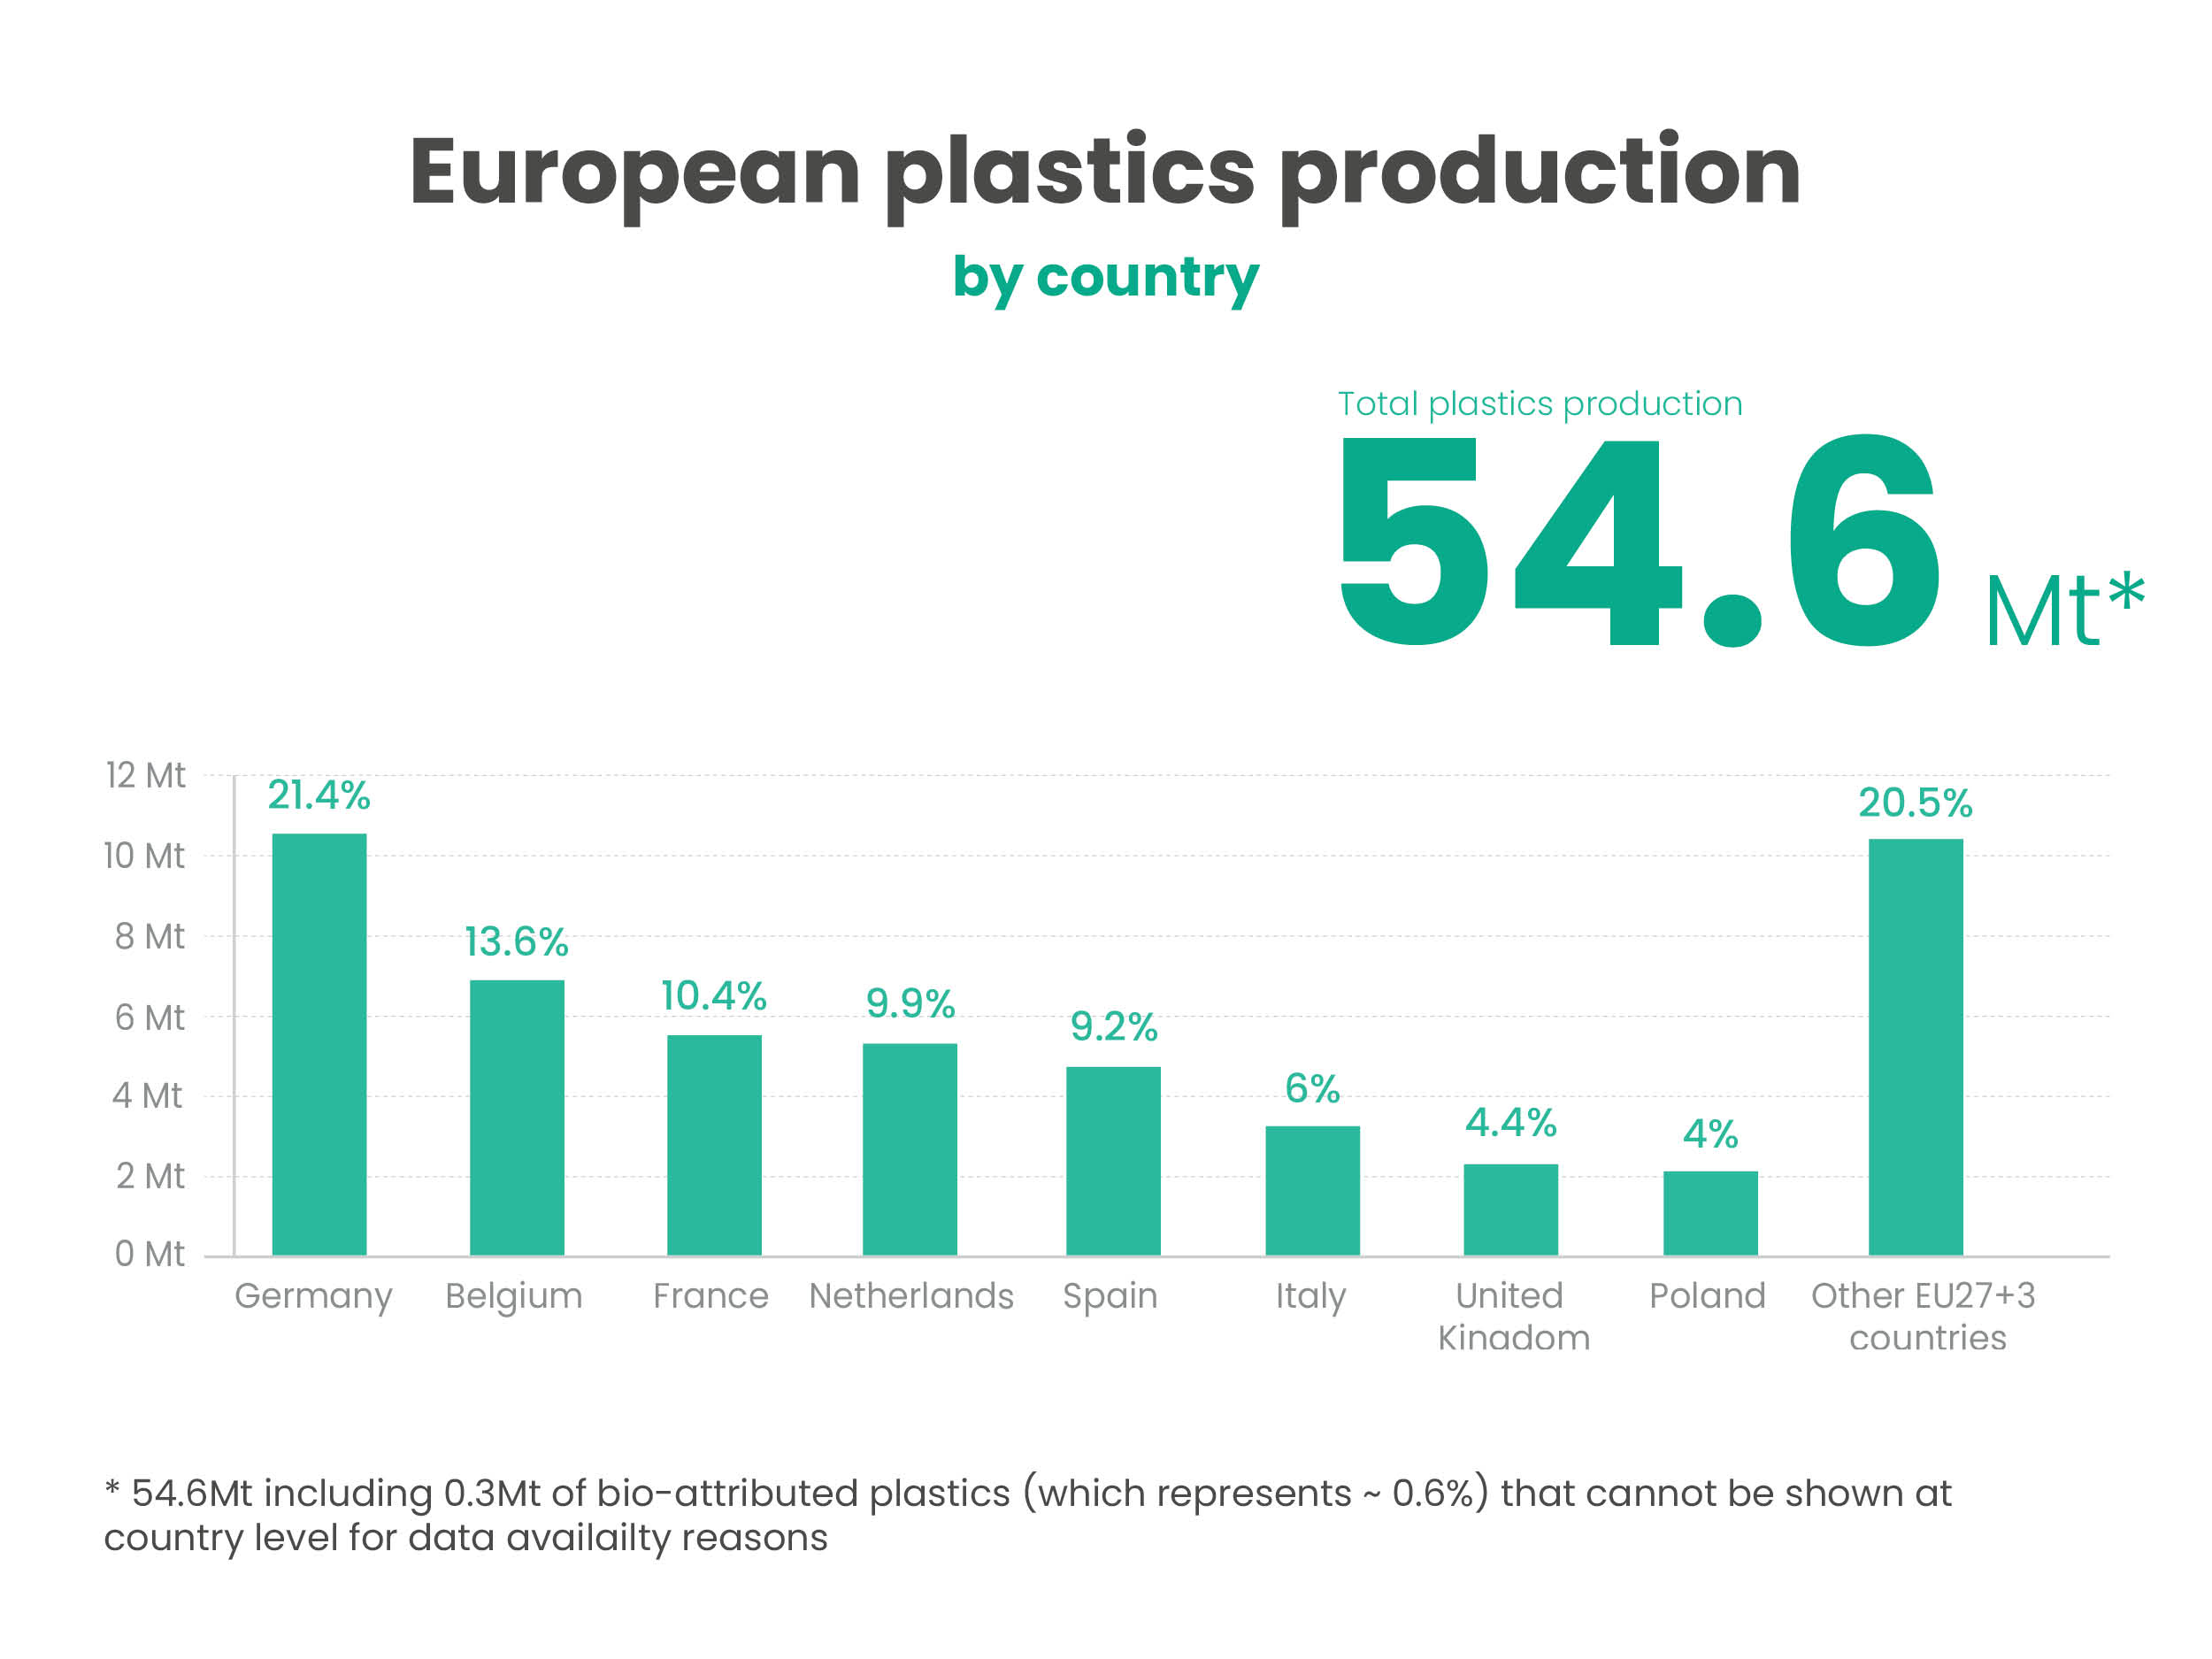 European plastics production
by country
Total plastics production
54.6 Mt*
12 Mt
10 Mt
8 Mt
6 Mt
4 Mt
2 Mt
0 Mt
21.4%
13.6%
10.4%
9.9%
9.2%
6%
4.4%
4%
20.5%
Germany
Belgium
France
Netherlands
Spain
Italy
United
Kingdom
Poland
Other EU27+3
countries
* 54.6Mt including 0.3Mt of bio-attributed plastics (which represents ~ 0.6%) that cannot be shown at
country level for data availailty reasons